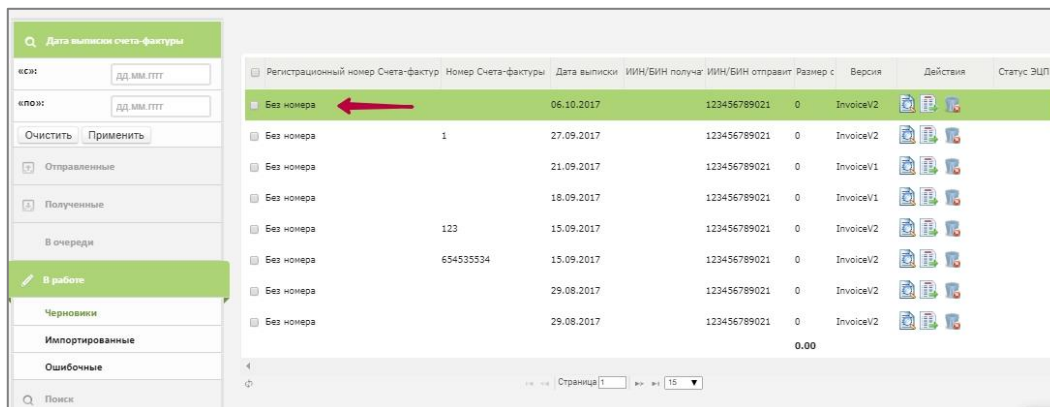 Дата выписки счета-фактуры
«с»:
дд.мм.гггг
«по»:
дд.мм.гггг
Очистить Применить
Отправленные
Полученные
В очереди
В работе
Черновики
Импортированные
Ошибочные
Поиск
Регистрационный номер Счета-фактур Номер Счета-фактуры Дата выписки ИИН/БИН получат ИИН/БИН отправит Размер с Версия Действия Статус ЭЦП
Без номера 06.10.2017 123456789021 0 InvoiceV2
Без номера 1 27.09.2017 123456789021 0 InvoiceV2
Без номера 21.09.2017 123456789021 0 InvoiceV1
Без номера 18.09.2017 123456789021 0 InvoiceV1
Без номера 123 15.09.2017 123456789021 0 InvoiceV2
Без номера 654535534 15.09.2017 123456789021 0 InvoiceV2
Без номера 29.08.2017 123456789021 0 InvoiceV2
Без номера 29.08.2017 123456789021 0 InvoiceV2
0.00
Страница 1 15